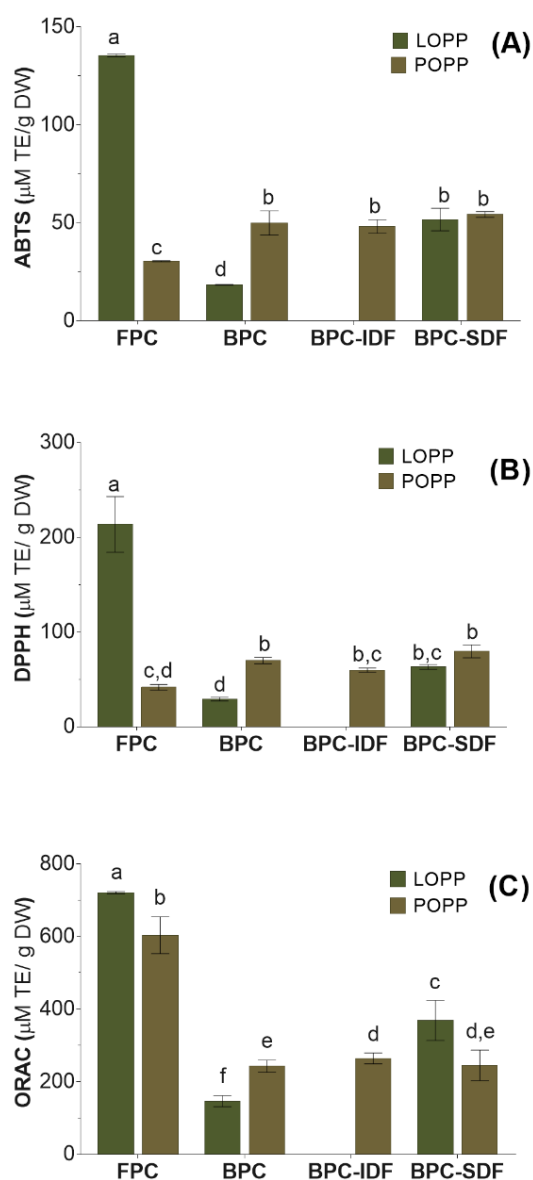 (A)
LOPP
POPP
ABTS (μM TE/g DW)
150
100
50
0
a
c
d
b
b
b
b
FPC
BPC
BPC-IDF
BPC-SDF
(B)
LOPP
POPP
DPPH (μM TE/ g DW)
300
200
100
0
a
c,d
d
b
b,c
b,c
b
FPC
BPC
BPC-IDF
BPC-SDF
(C)
LOPP
POPP
ORAC (μM TE/ g DW)
800
600
400
200
0
a
b
f
e
d
c
d,e
FPC
BPC
BPC-IDF
BPC-SDF